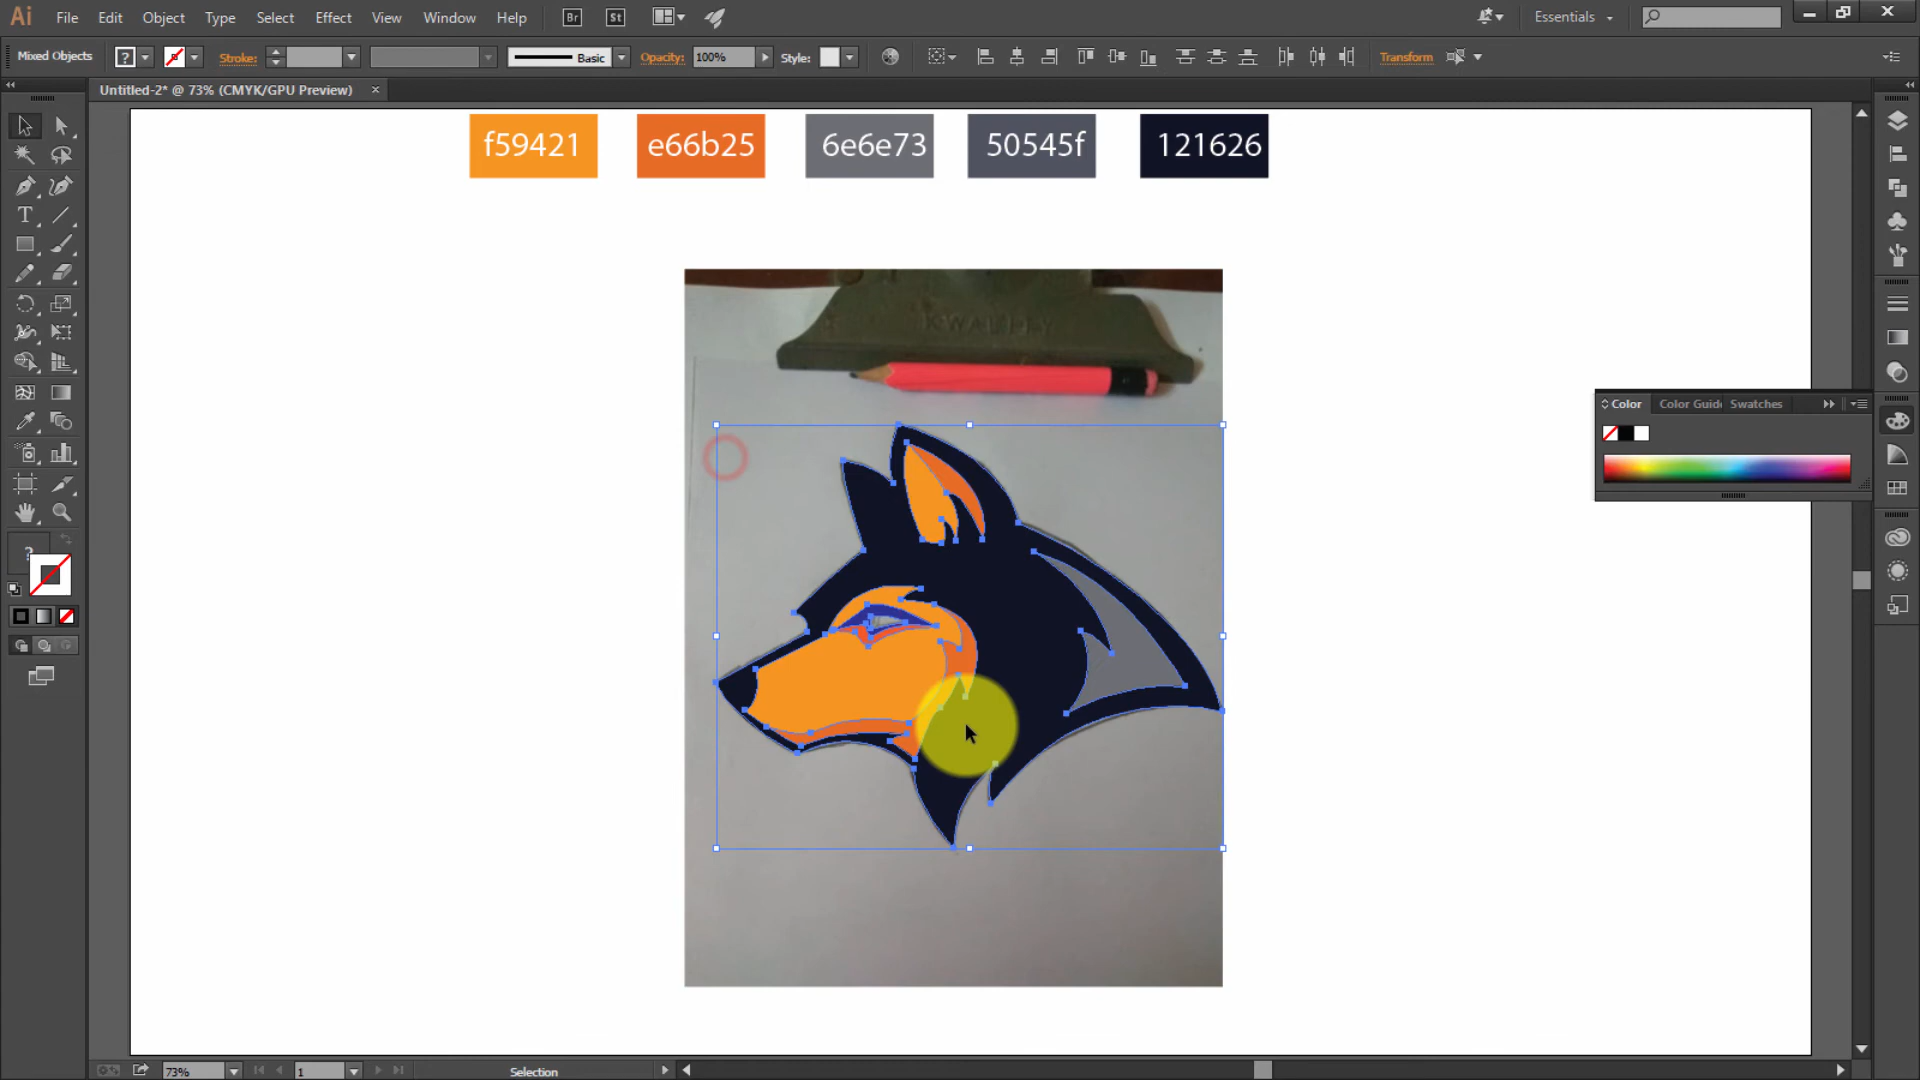 Ai File Edit Object Type Select Effect View Window Help Br St Essentials
Mixed Objects ? Stroke: Basic Opacity: 100% Style: Transform
Untitled-2* @ 73% (CMYK/GPU Preview) ×
f59421 e66b25 6e6e73 50545f 121626
KWALITY
Color Color Guid Swatches
T
?
73% 1 Selection